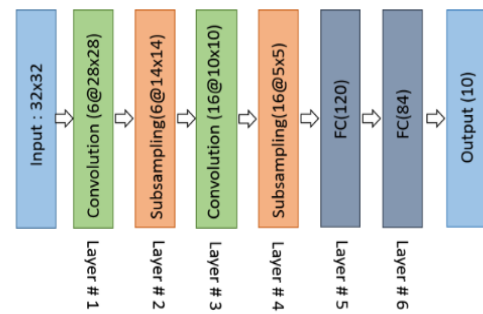 Input : 32x32
Convolution (6@28x28)
Subsampling(6@14x14)
Convolution (16@10x10)
Subsampling(16@5x5)
FC(120)
FC(84)
Output (10)
Layer # 1
Layer # 2
Layer # 3
Layer # 4
Layer # 5
Layer # 6